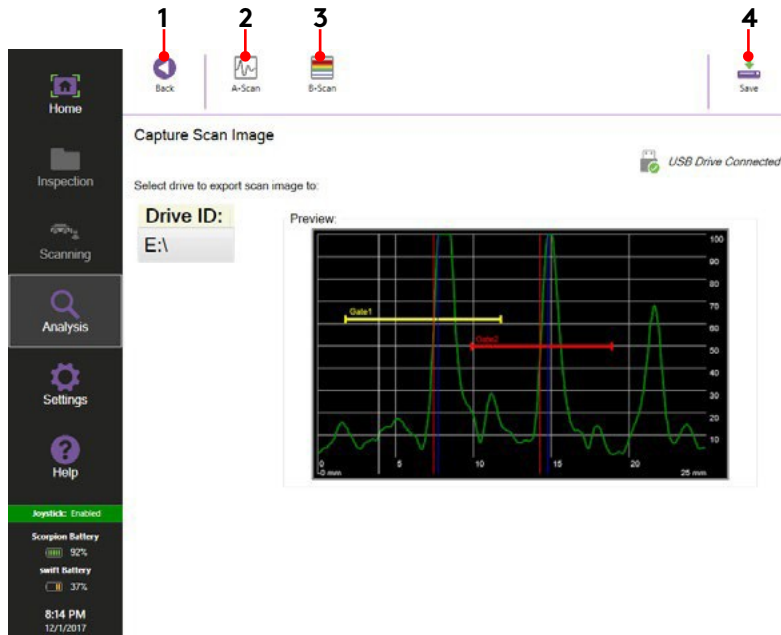 1 2 3 4
Back A-Scan B-Scan Save
Home
Inspection
Scanning
Analysis
Settings
Help
Joystick: Enabled
Scorpion Battery
92%
swift Battery
37%
8:14 PM
12/1/2017
Capture Scan Image
USB Drive Connected
Select drive to export scan image to:
Drive ID:
E:\
Preview:
100
90
80
70
60
50
40
30
20
10
Gate1
Gate2
0 5 10 15 20
0 mm 25 mm